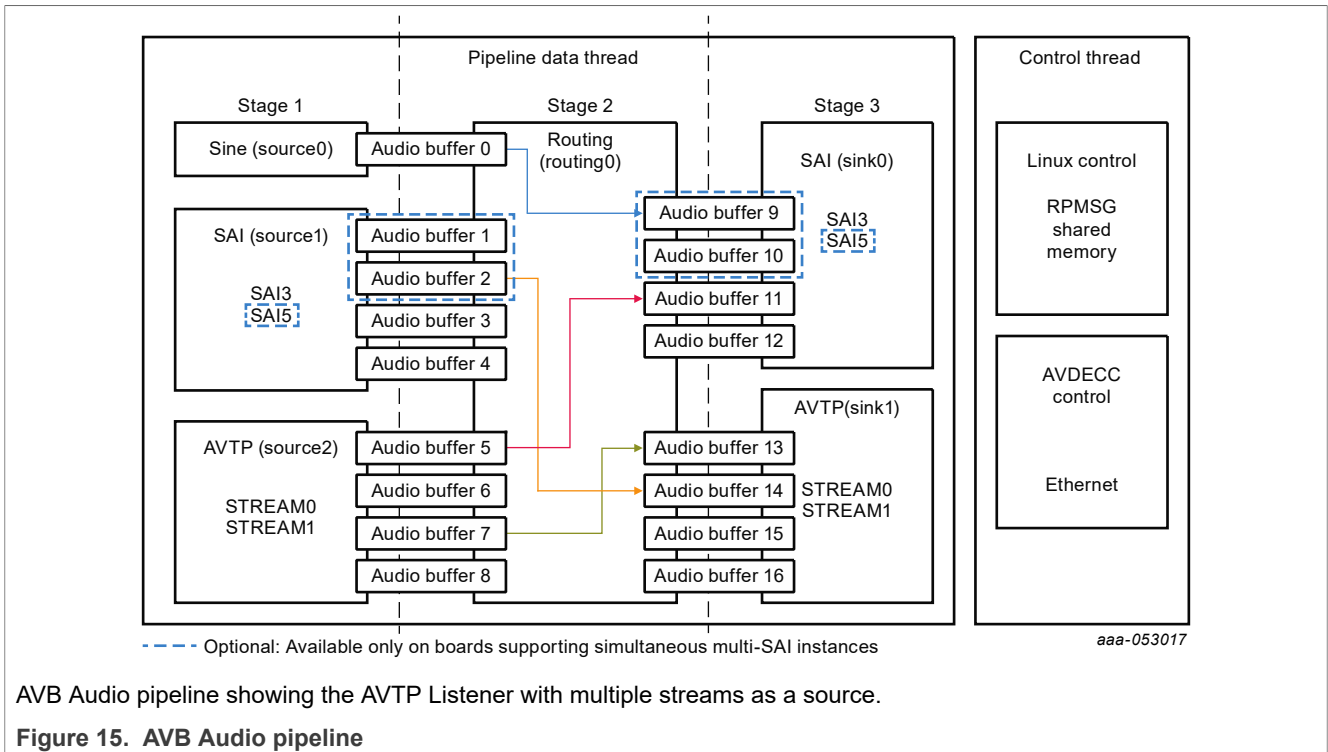 Pipeline data thread
Control thread
Stage 1
Stage 2
Stage 3
Sine (source0)
Audio buffer 0
Routing
(routing0)
SAI (sink0)
SAI3
SAI5
SAI (source1)
SAI3
SAI5
Audio buffer 1
Audio buffer 2
Audio buffer 3
Audio buffer 4
Audio buffer 9
Audio buffer 10
Audio buffer 11
Audio buffer 12
AVTP (source2)
STREAM0
STREAM1
Audio buffer 5
Audio buffer 6
Audio buffer 7
Audio buffer 8
Audio buffer 13
Audio buffer 14
Audio buffer 15
Audio buffer 16
AVTP(sink1)
STREAM0
STREAM1
Linux control
RPMSG
shared
memory
AVDECC
control
Ethernet
Optional: Available only on boards supporting simultaneous multi-SAI instances
aaa-053017
AVB Audio pipeline showing the AVTP Listener with multiple streams as a source.
Figure 15. AVB Audio pipeline